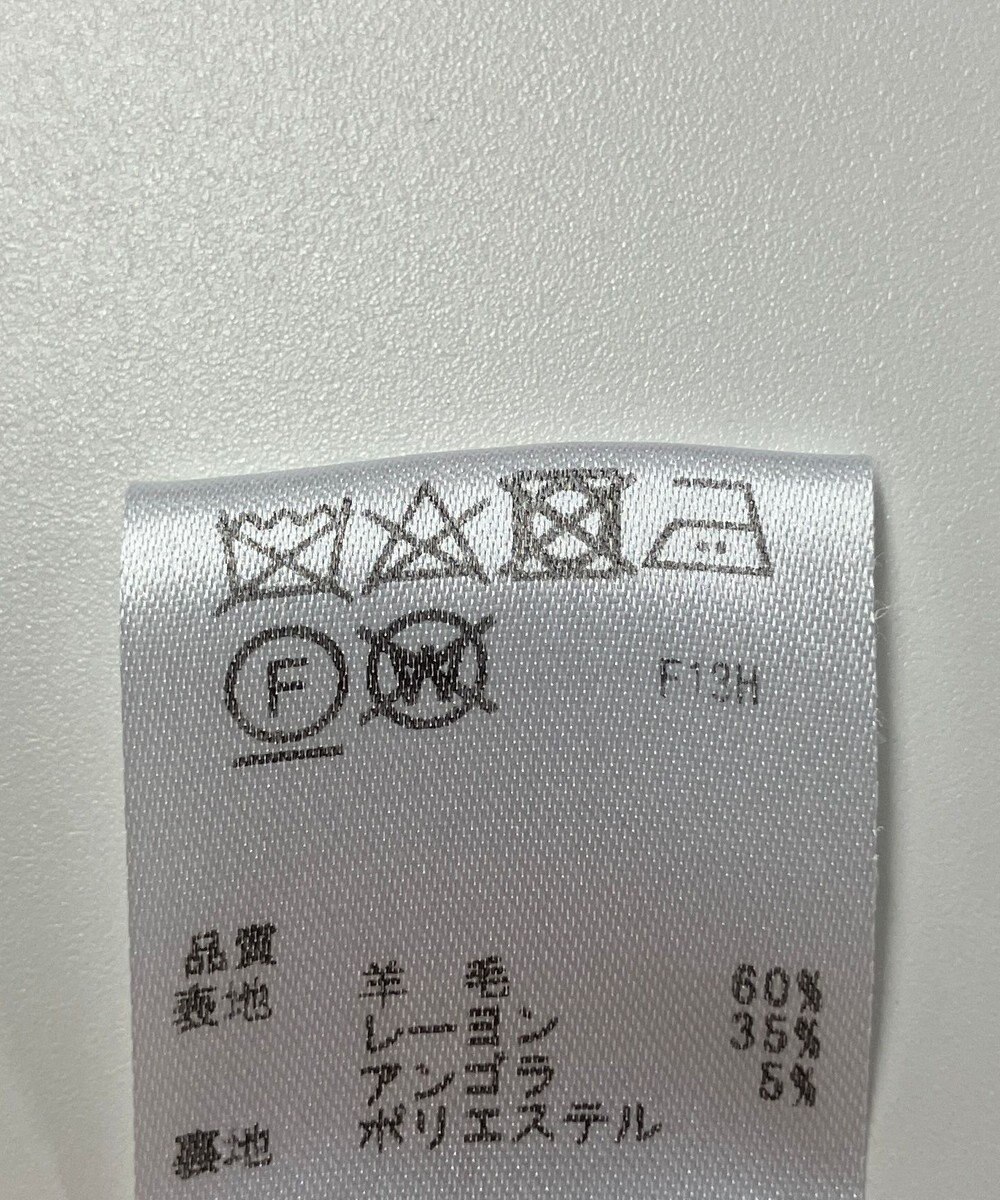 F W F13H
品質
表地 羊毛 60%
レーヨン 35%
アンゴラ 5%
裏地 ポリエステル